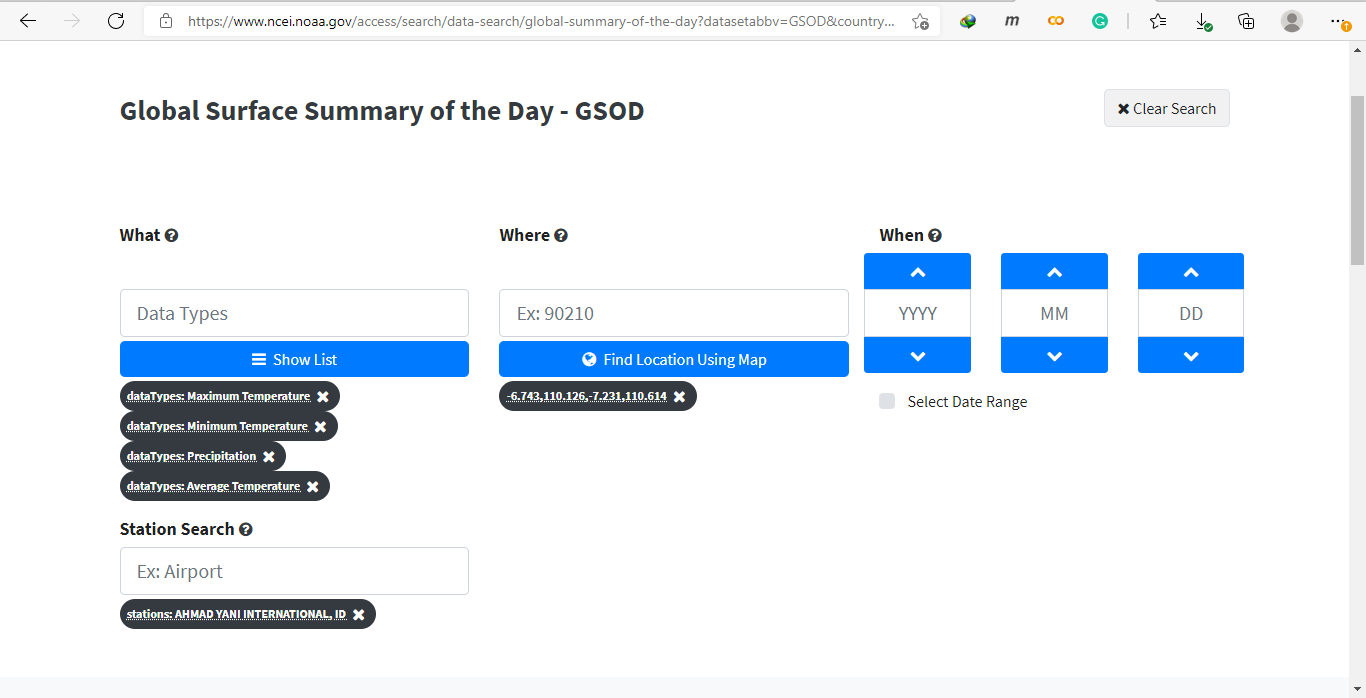 https://www.ncei.noaa.gov/access/search/data-search/global-summary-of-the-day?datasetabbv=GSOD&country...
Global Surface Summary of the Day - GSOD
Clear Search
What
Where
When
Data Types
Ex: 90210
YYYY
MM
DD
Show List
Find Location Using Map
dataTypes: Maximum Temperature
-6.743,110.126,-7.231,110.614
Select Date Range
dataTypes: Minimum Temperature
dataTypes: Precipitation
dataTypes: Average Temperature
Station Search
Ex: Airport
stations: AHMAD YANI INTERNATIONAL, ID